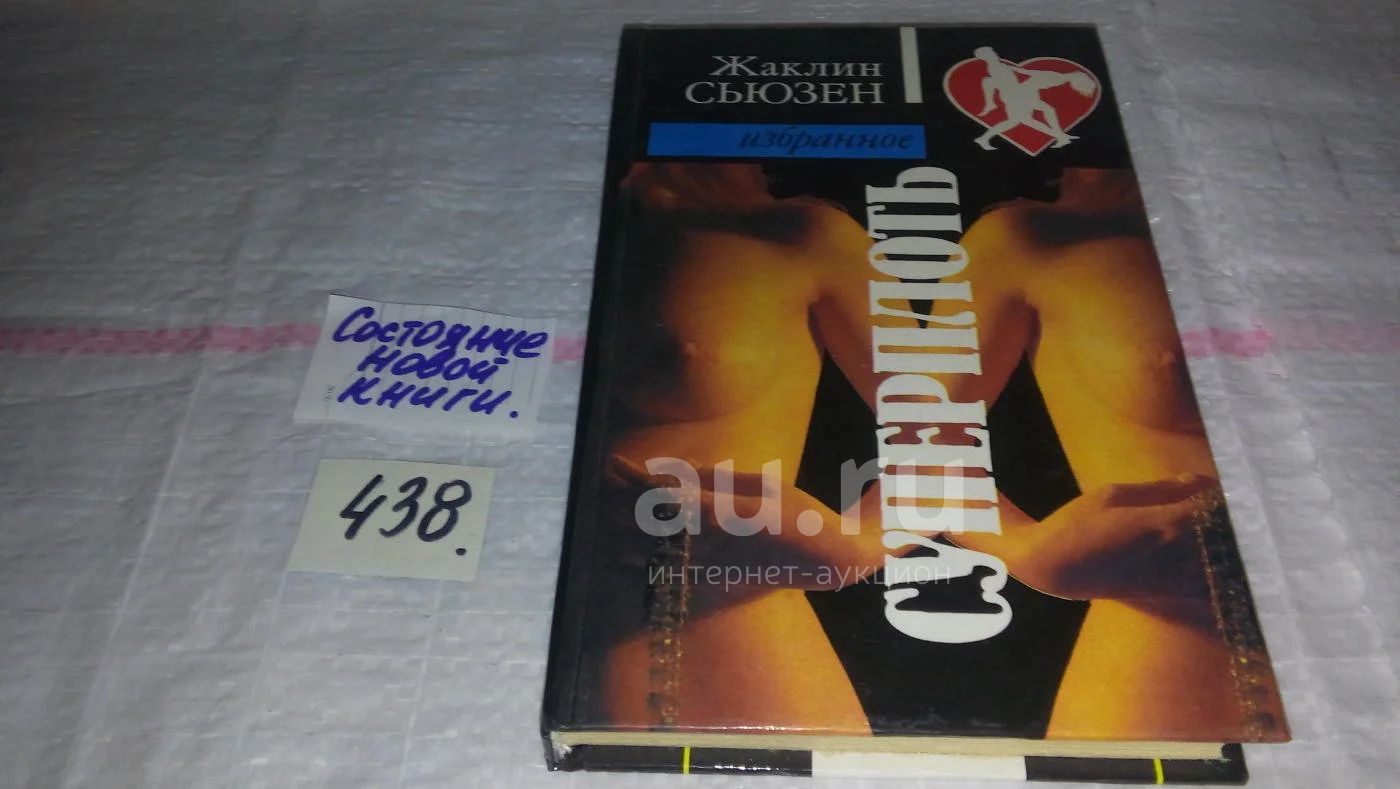 Жаклин
СЬЮЗЕН
избранное
СУПЕРПЛОТЬ
Состояние
новой
книги.
438.
au.ru
интернет-аукцион